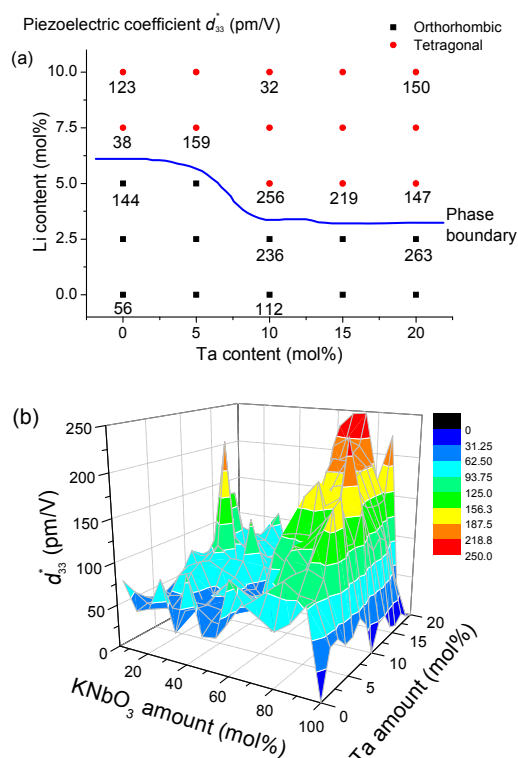 Piezoelectric coefficient d*33 (pm/V)
■ Orthorhombic
● Tetragonal
(a)
10.0
123 32 150
7.5
38 159
Li content (mol%)
5.0
144 256 219 147
Phase boundary
2.5
236 263
0.0
56 112
0 5 10 15 20
Ta content (mol%)
(b)
250
200
150
100
50
0
d*33 (pm/V)
20 40 60 80 100
KNbO3 amount (mol%)
0 5 10 15 20
Ta amount (mol%)
0
31.25
62.50
93.75
125.0
156.3
187.5
218.8
250.0